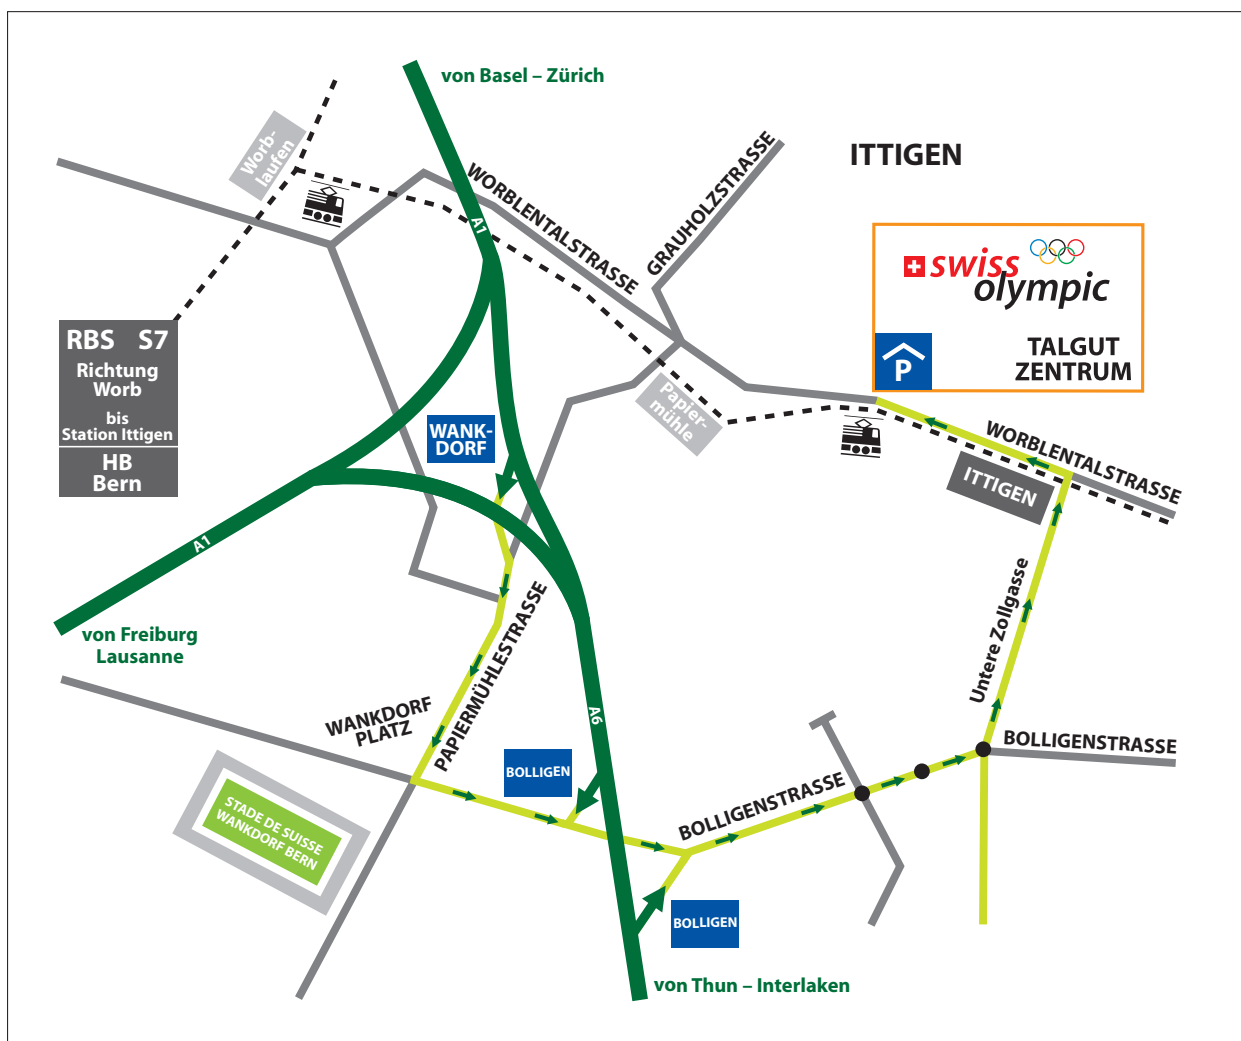 von Basel – Zürich
Worb-
laufen
ITTIGEN
WORBLENTALSTRASSE
GRAUHOLZSTRASSE
A1
swiss
olympic
TALGUT
ZENTRUM
P
RBS S7
Richtung
Worb
bis
Station Ittigen
HB
Bern
Papier-
mühle
WANK-
DORF
WORBLENTALSTRASSE
ITTIGEN
A1
von Freiburg
Lausanne
PAPIERMÜHLESTRASSE
Untere Zollgasse
WANKDORF
PLATZ
A6
BOLLIGENSTRASSE
BOLLIGEN
BOLLIGENSTRASSE
STADE DE SUISSE
WANKDORF BERN
BOLLIGEN
von Thun – Interlaken